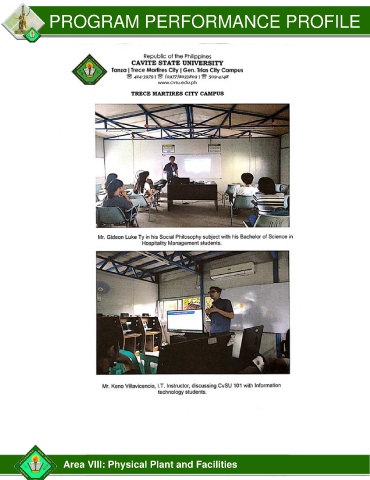 PROGRAM PERFORMANCE PROFILE
Republic of the Philippines
CAVITE STATE UNIVERSITY
Tanza | Trece Martires City | Gen. Trias City Campus
www.cvsu.edu.ph
TRECE MARTIRES CITY CAMPUS
Mr. Gideon Luke Ty in his Social Philosophy subject with his Bachelor of Science in
Hospitality Management students.
Mr. Keno Villavicencio, I.T. Instructor, discussing CvSU 101 with Information
technology students.
Area VIII: Physical Plant and Facilities